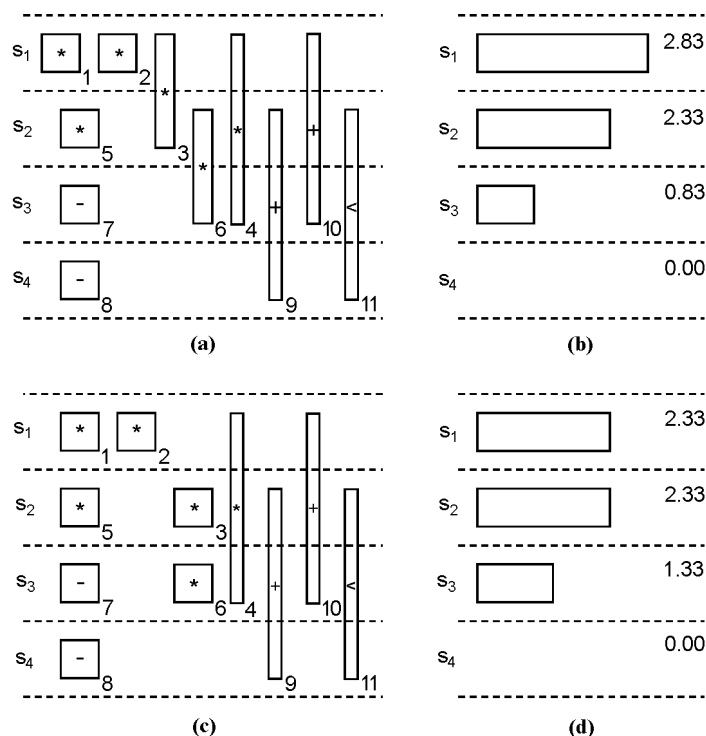 s1 * 1 * 2 * * +
s2 * 5 3 * + <
s3 - 7 6 4 10
s4 - 8 9 11
(a)
s1 2.83
s2 2.33
s3 0.83
s4 0.00
(b)
s1 * 1 * 2
s2 * 5 * 3 * +
s3 - 7 * 6 4 + 10 <
s4 - 8 9 11
(c)
s1 2.33
s2 2.33
s3 1.33
s4 0.00
(d)